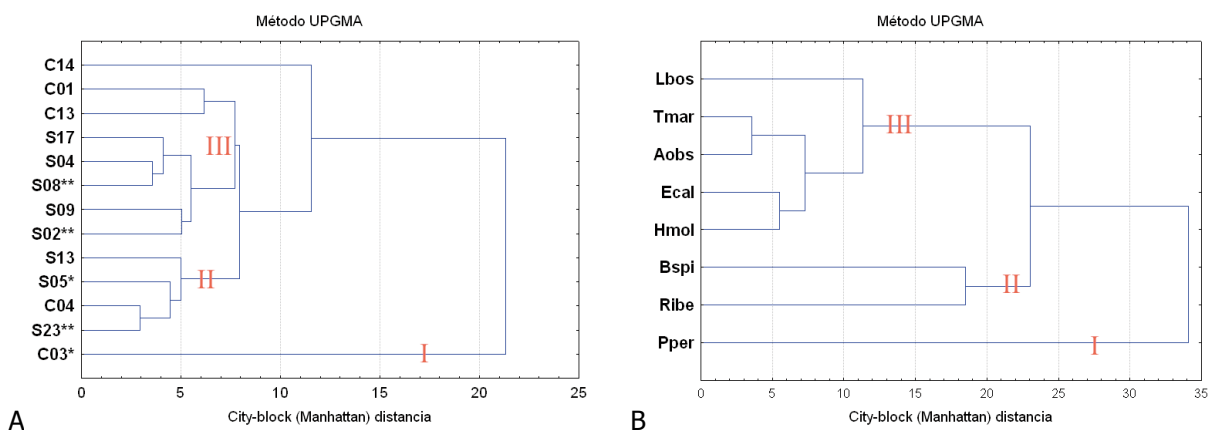 Método UPGMA
C14
C01
C13
S17
S04
S08**
S09
S02**
S13
S05*
C04
S23**
C03*
III
II
I
0 5 10 15 20 25
City-block (Manhattan) distancia
A
Método UPGMA
Lbos
Tmar
Aobs
Ecal
Hmol
Bspi
Ribe
Pper
III
II
I
0 5 10 15 20 25 30 35
City-block (Manhattan) distancia
B